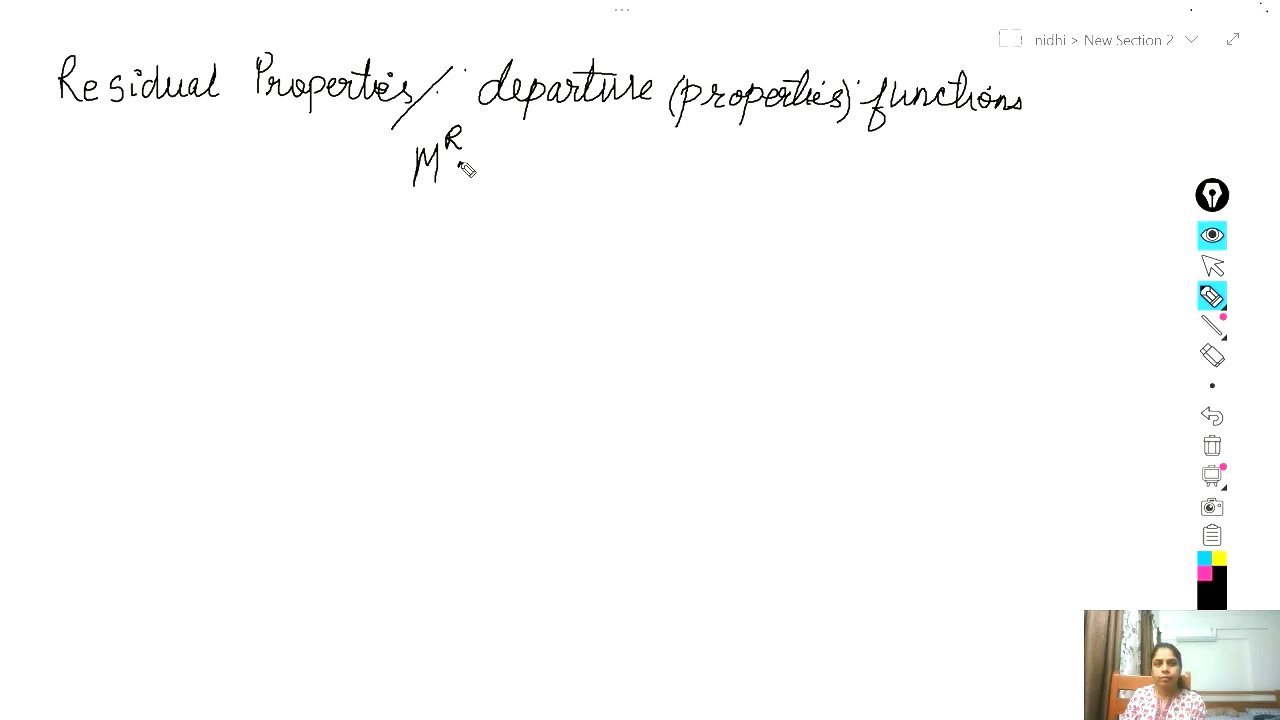 nidhi > New Section 2
Residual Properties/ departure (properties) functions
M^R